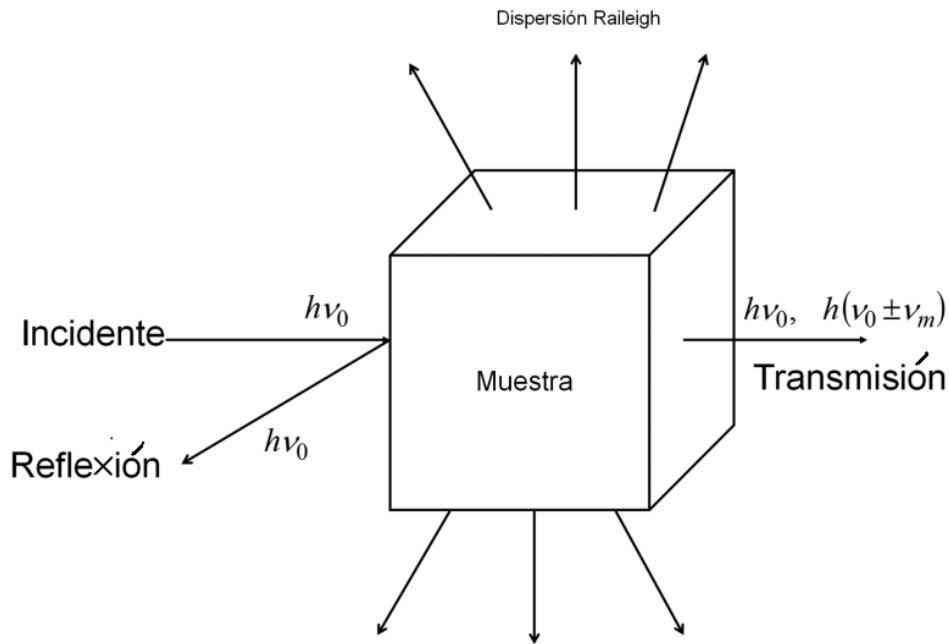 Dispersión Raileigh
hν₀
hν₀, h(ν₀ ± νₘ)
Incidente
Muestra
Transmisión
hν₀
Reflexión